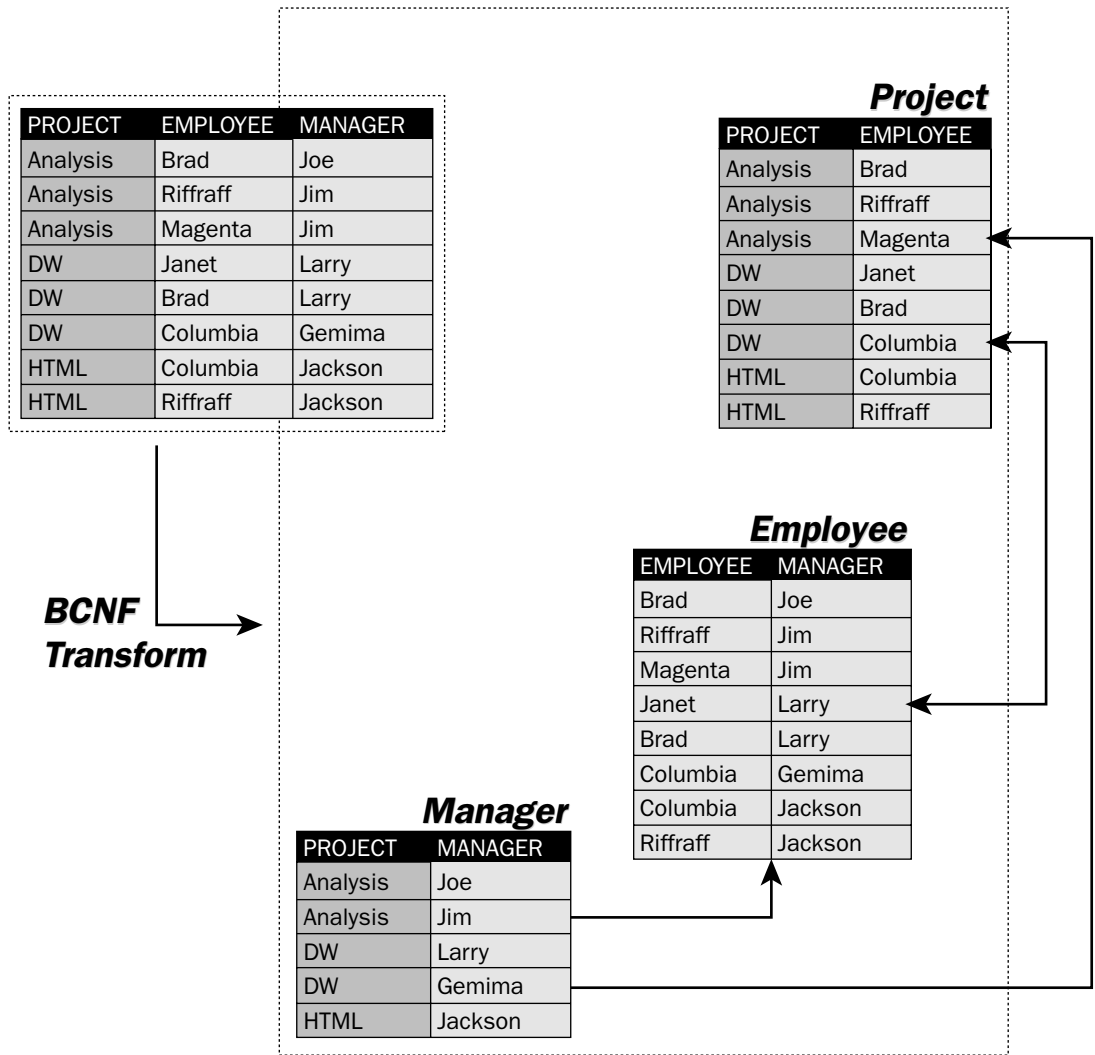 PROJECT EMPLOYEE MANAGER
Analysis Brad Joe
Analysis Riffraff Jim
Analysis Magenta Jim
DW Janet Larry
DW Brad Larry
DW Columbia Gemima
HTML Columbia Jackson
HTML Riffraff Jackson
BCNF
Transform
Project
PROJECT EMPLOYEE
Analysis Brad
Analysis Riffraff
Analysis Magenta
DW Janet
DW Brad
DW Columbia
HTML Columbia
HTML Riffraff
Employee
EMPLOYEE MANAGER
Brad Joe
Riffraff Jim
Magenta Jim
Janet Larry
Brad Larry
Columbia Gemima
Columbia Jackson
Riffraff Jackson
Manager
PROJECT MANAGER
Analysis Joe
Analysis Jim
DW Larry
DW Gemima
HTML Jackson